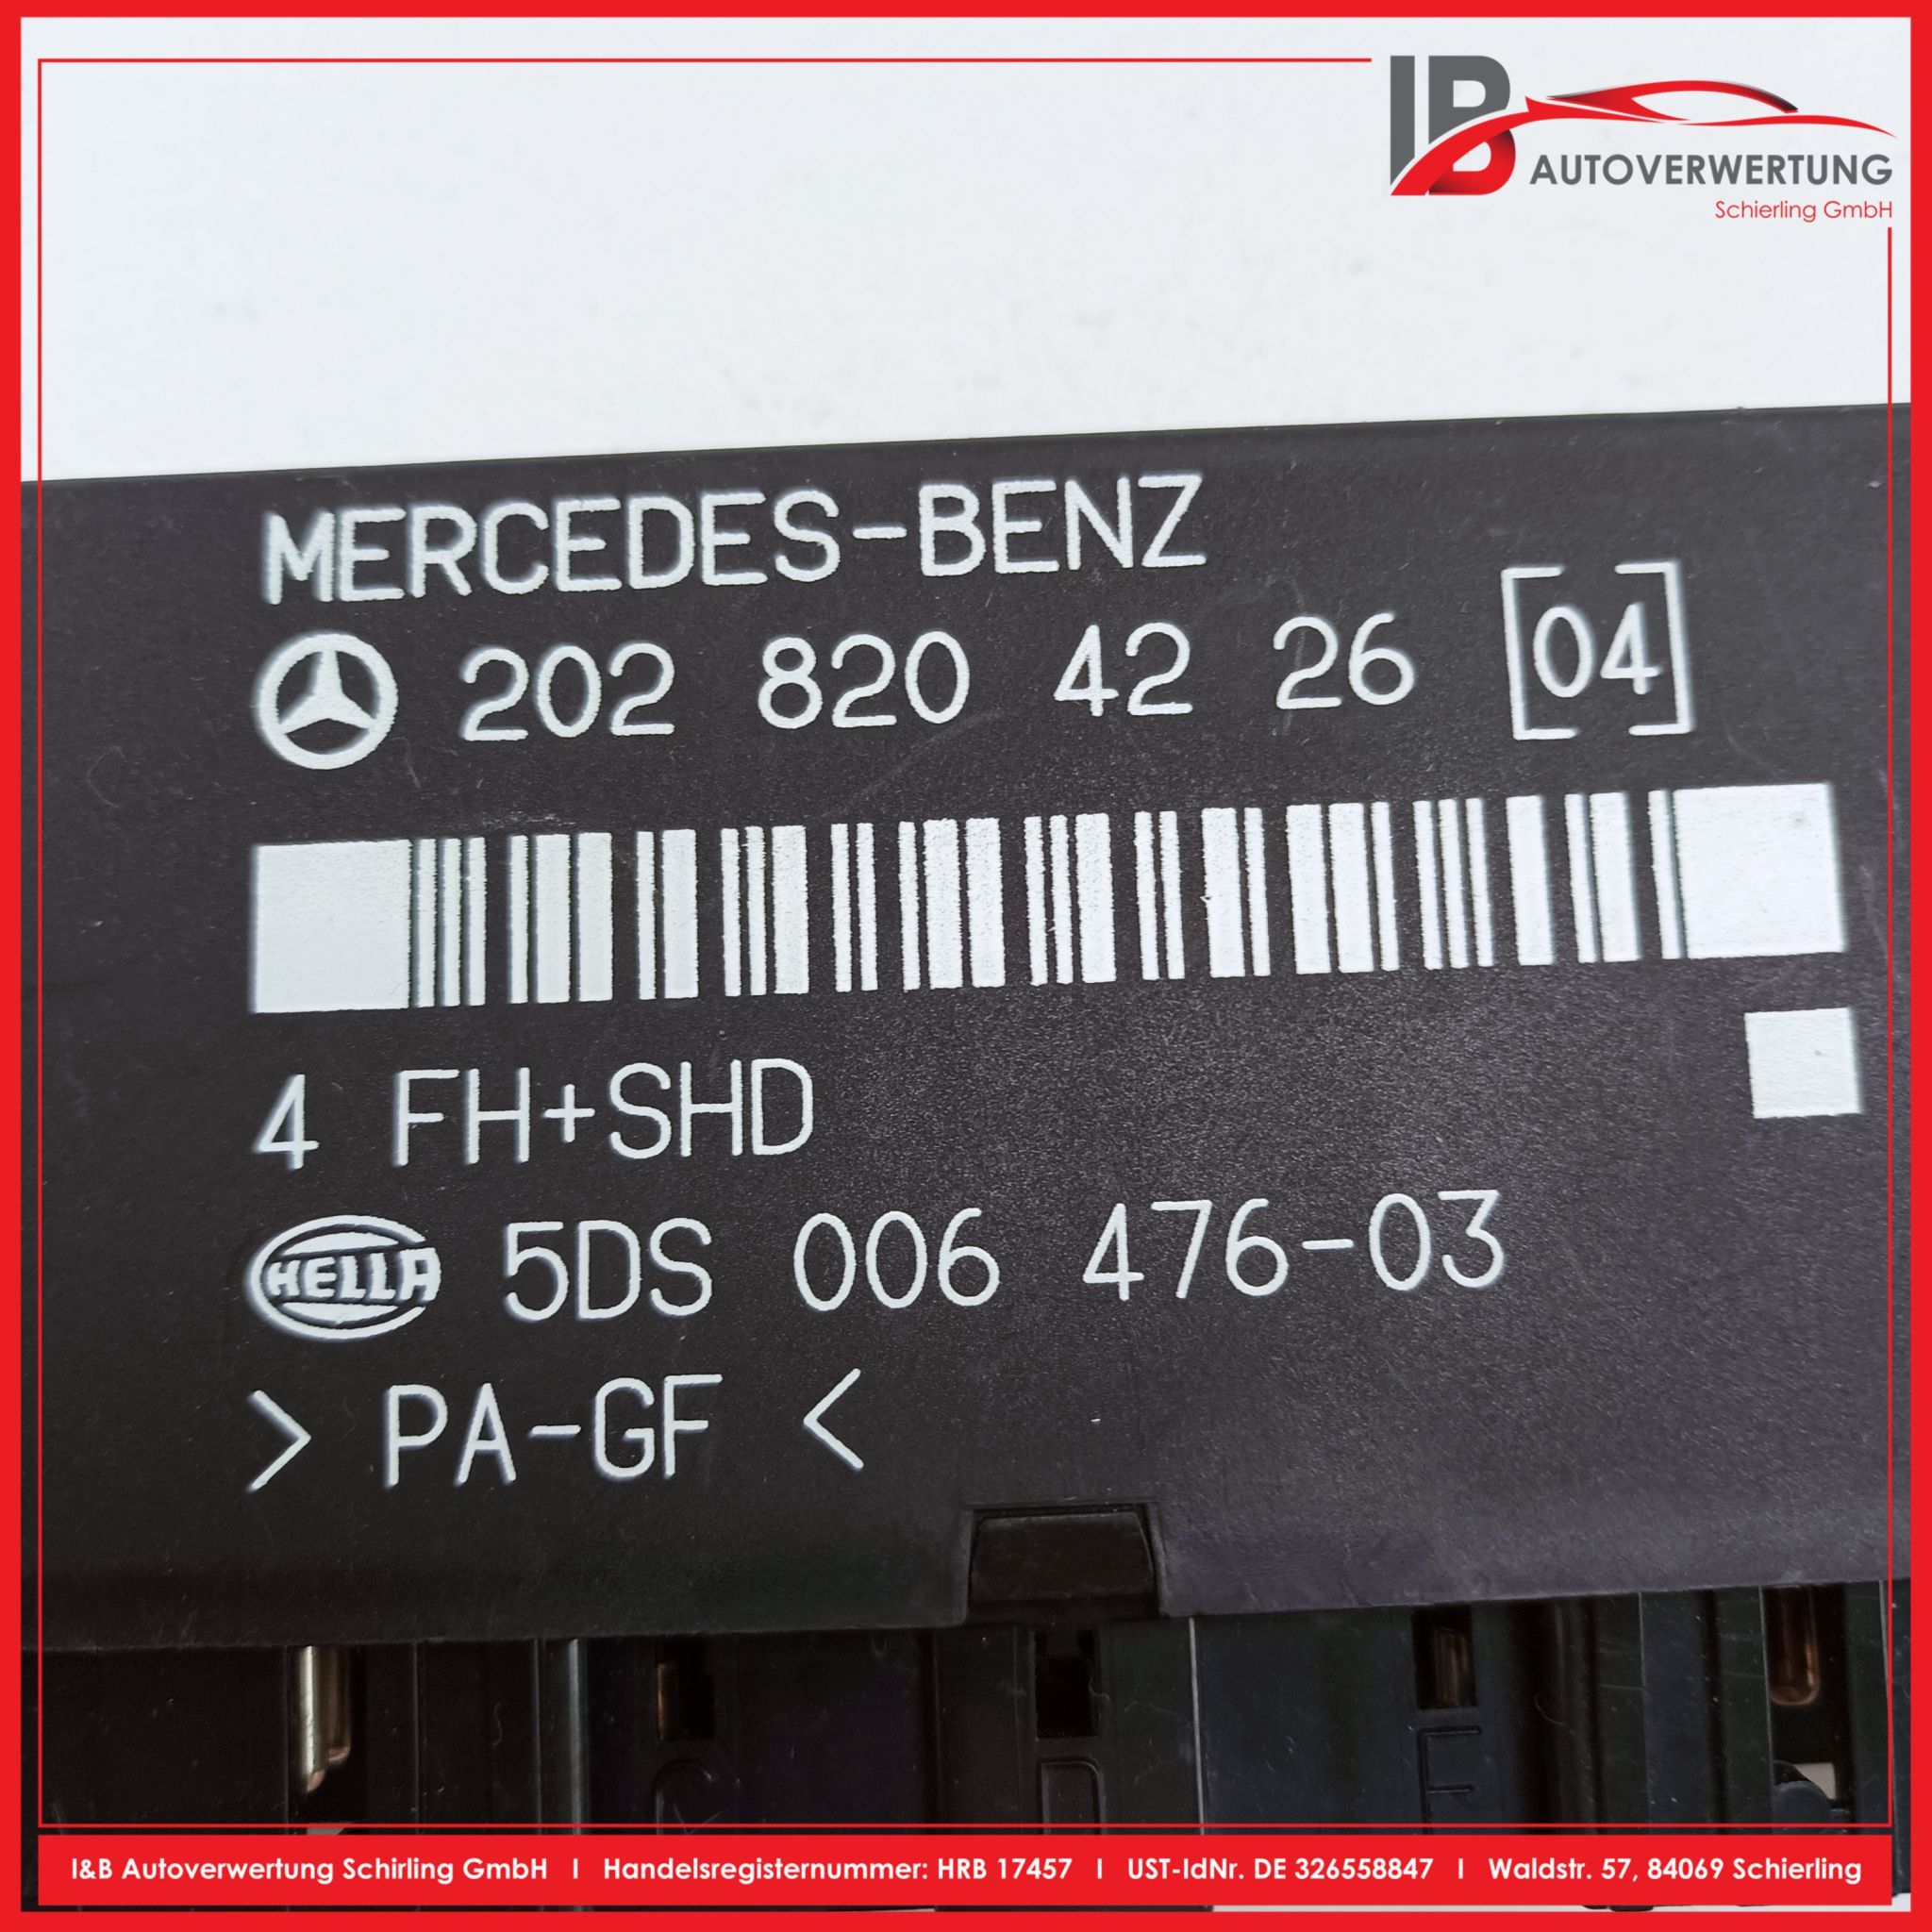 IB
AUTOVERWERTUNG
Schierling GmbH
MERCEDES-BENZ
202 820 42 26 [04]
4 FH+SHD
HELLA 5DS 006 476-03
> PA-GF <
C D E
I&B Autoverwertung Schirling GmbH I Handelsregisternummer: HRB 17457 I UST-IdNr. DE 326558847 I Waldstr. 57, 84069 Schierling